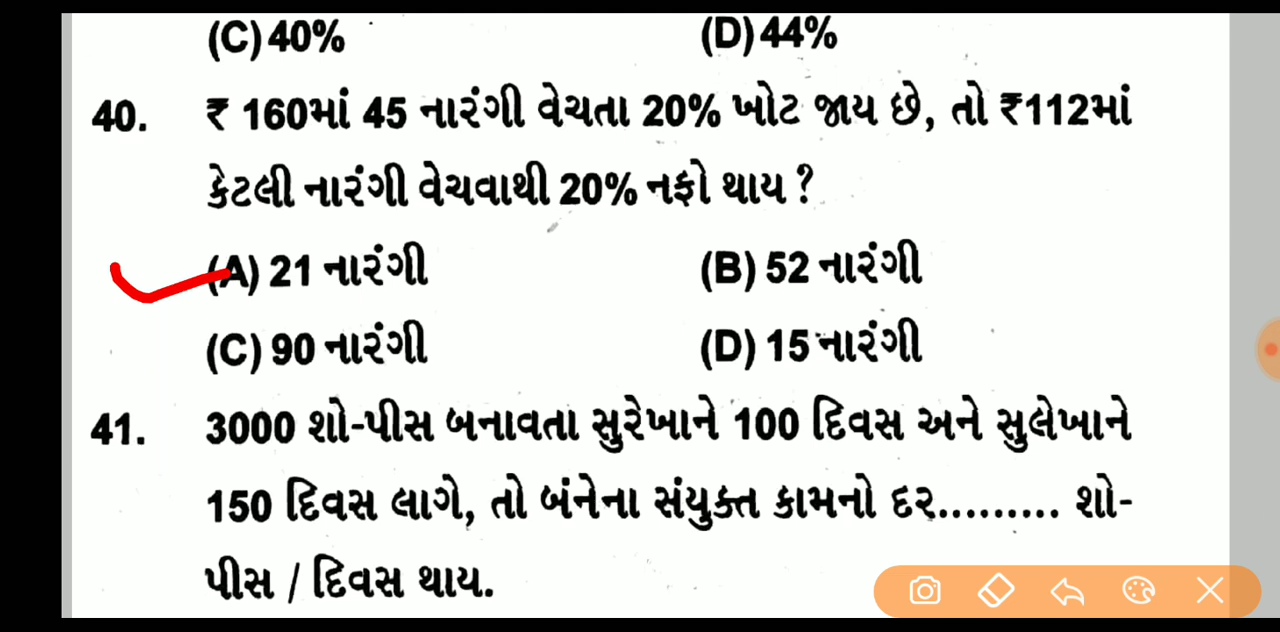 (C) 40% (D) 44%
40. ₹ 160માં 45 નારંગી વેચતા 20% ખોટ જાય છે, તો ₹112માં
કેટલી નારંગી વેચવાથી 20% નફો થાય ?
(A) 21 નારંગી (B) 52 નારંગી
(C) 90 નારંગી (D) 15 નારંગી
41. 3000 શો-પીસ બનાવતા સુરેખાને 100 દિવસ અને સુલેખાને
150 દિવસ લાગે, તો બંનેના સંયુક્ત કામનો દર......... શો-
પીસ / દિવસ થાય.